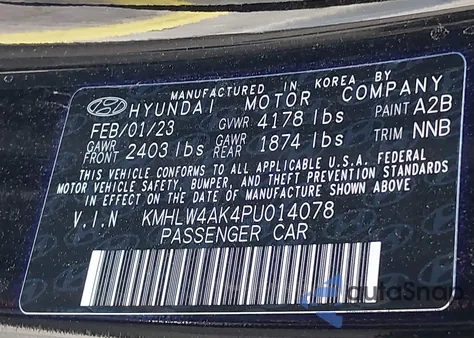 MANUFACTURED IN KOREA BY
HYUNDAI MOTOR COMPANY
FEB/01/23 GVWR 4178 lbs PAINT A2B
GAWR FRONT 2403 lbs GAWR REAR 1874 lbs TRIM NNB
THIS VEHICLE CONFORMS TO ALL APPLICABLE U.S.A. FEDERAL
MOTOR VEHICLE SAFETY, BUMPER, AND THEFT PREVENTION STANDARDS
IN EFFECT ON THE DATE OF MANUFACTURE SHOWN ABOVE
V.I.N KMHLW4AK4PU014078
PASSENGER CAR
autoSnap